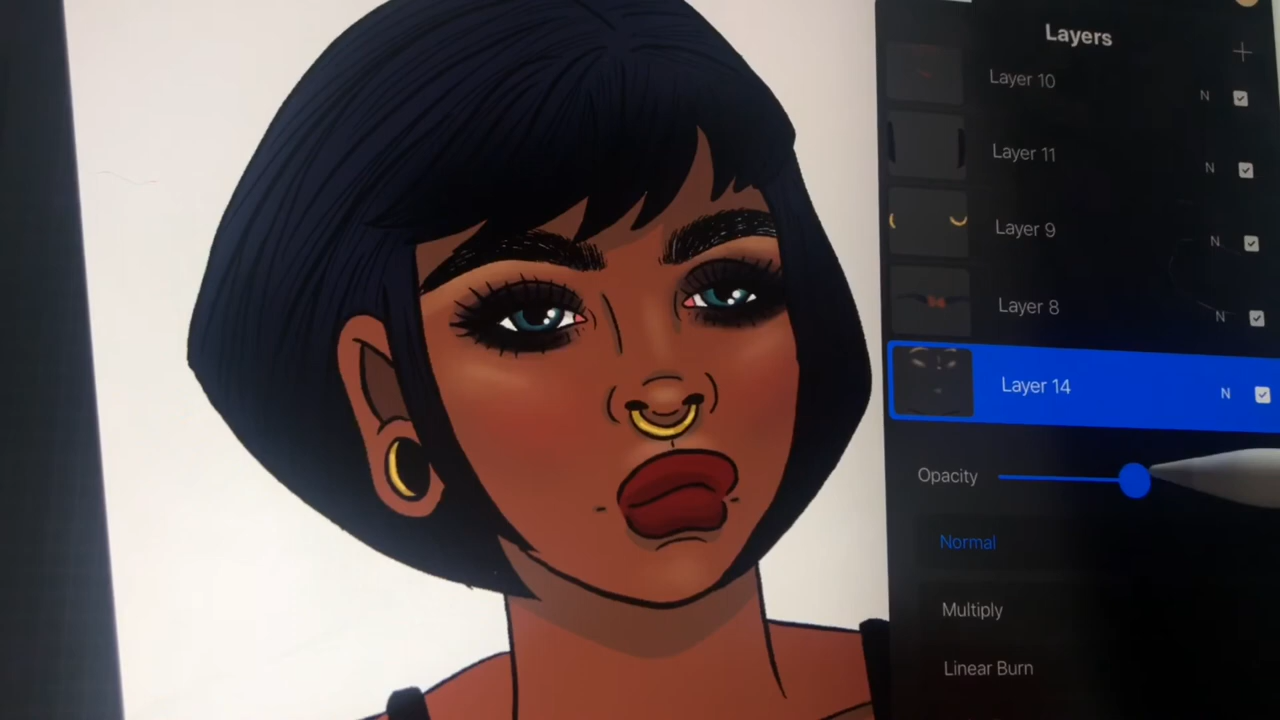 Layers
Layer 10
N
Layer 11
N
Layer 9
N
Layer 8
N
Layer 14
N
Opacity
Normal
Multiply
Linear Burn